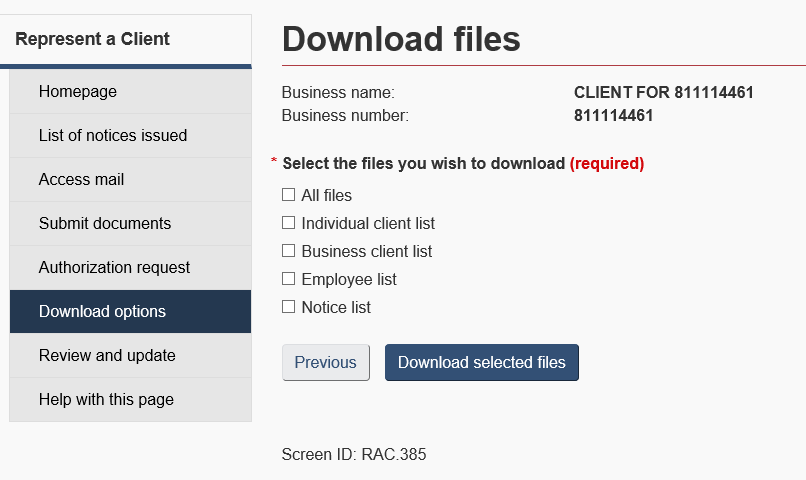 Represent a Client
Homepage
List of notices issued
Access mail
Submit documents
Authorization request
Download options
Review and update
Help with this page
Download files
Business name: CLIENT FOR 811114461
Business number: 811114461
* Select the files you wish to download (required)
All files
Individual client list
Business client list
Employee list
Notice list
Previous Download selected files
Screen ID: RAC.385